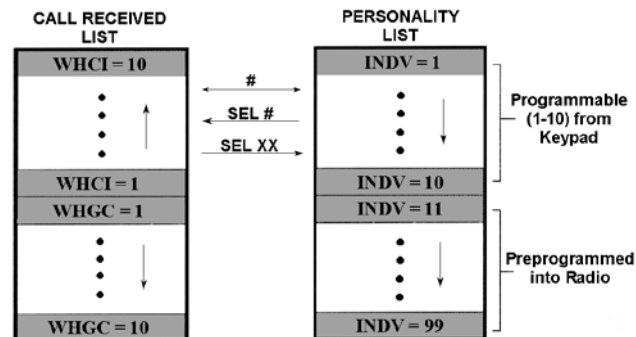 CALL RECEIVED
LIST
WHCI = 10
WHCI = 1
WHGC = 1
WHGC = 10
#
SEL #
SEL XX
PERSONALITY
LIST
INDV = 1
INDV = 10
INDV = 11
INDV = 99
Programmable
(1-10) from
Keypad
Preprogrammed
into Radio